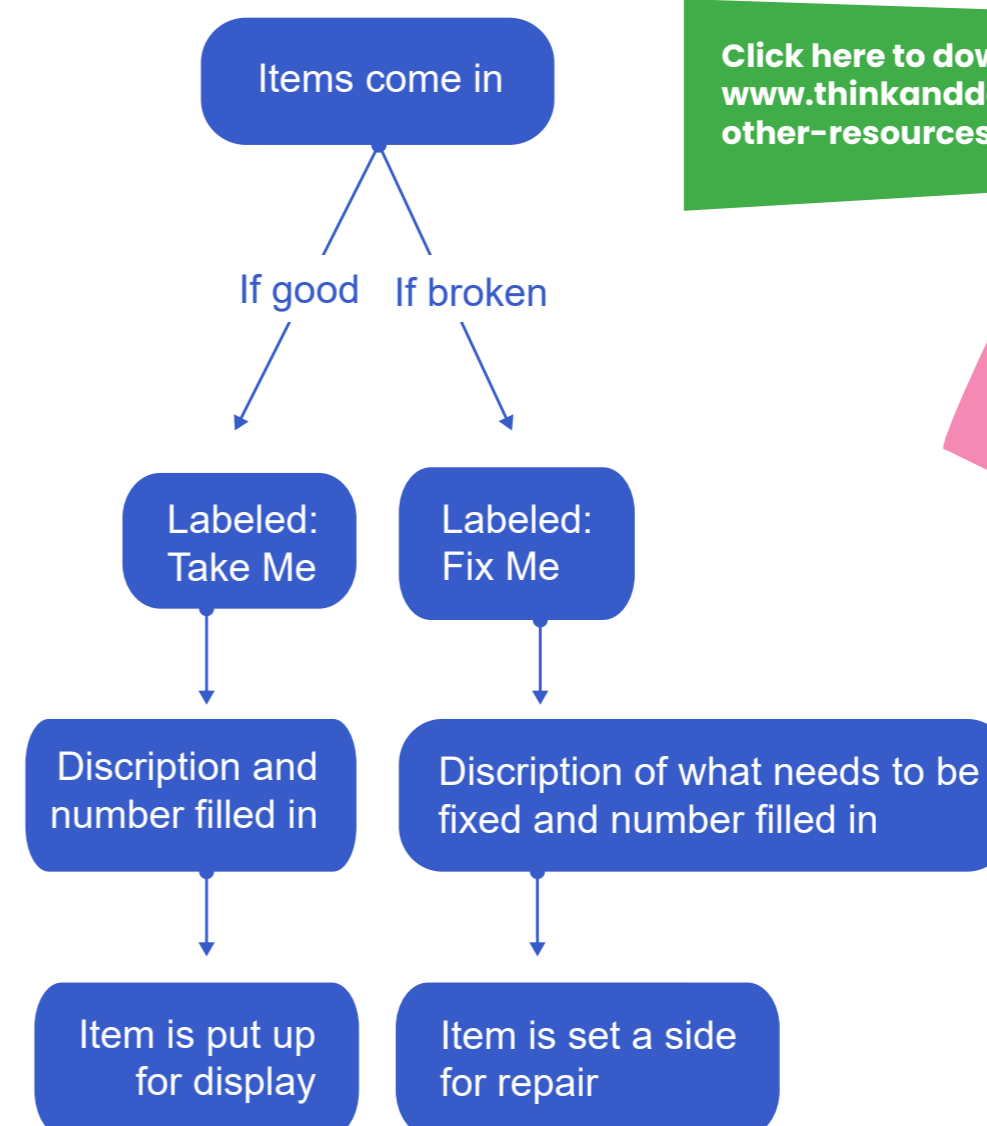 Items come in
Click here to
www.
other-resources
If good
If broken
Labeled:
Take Me
Labeled:
Fix Me
Discription and
number filled in
Discription of what needs to be
fixed and number filled in
Item is put up
for display
Item is set a side
for repair